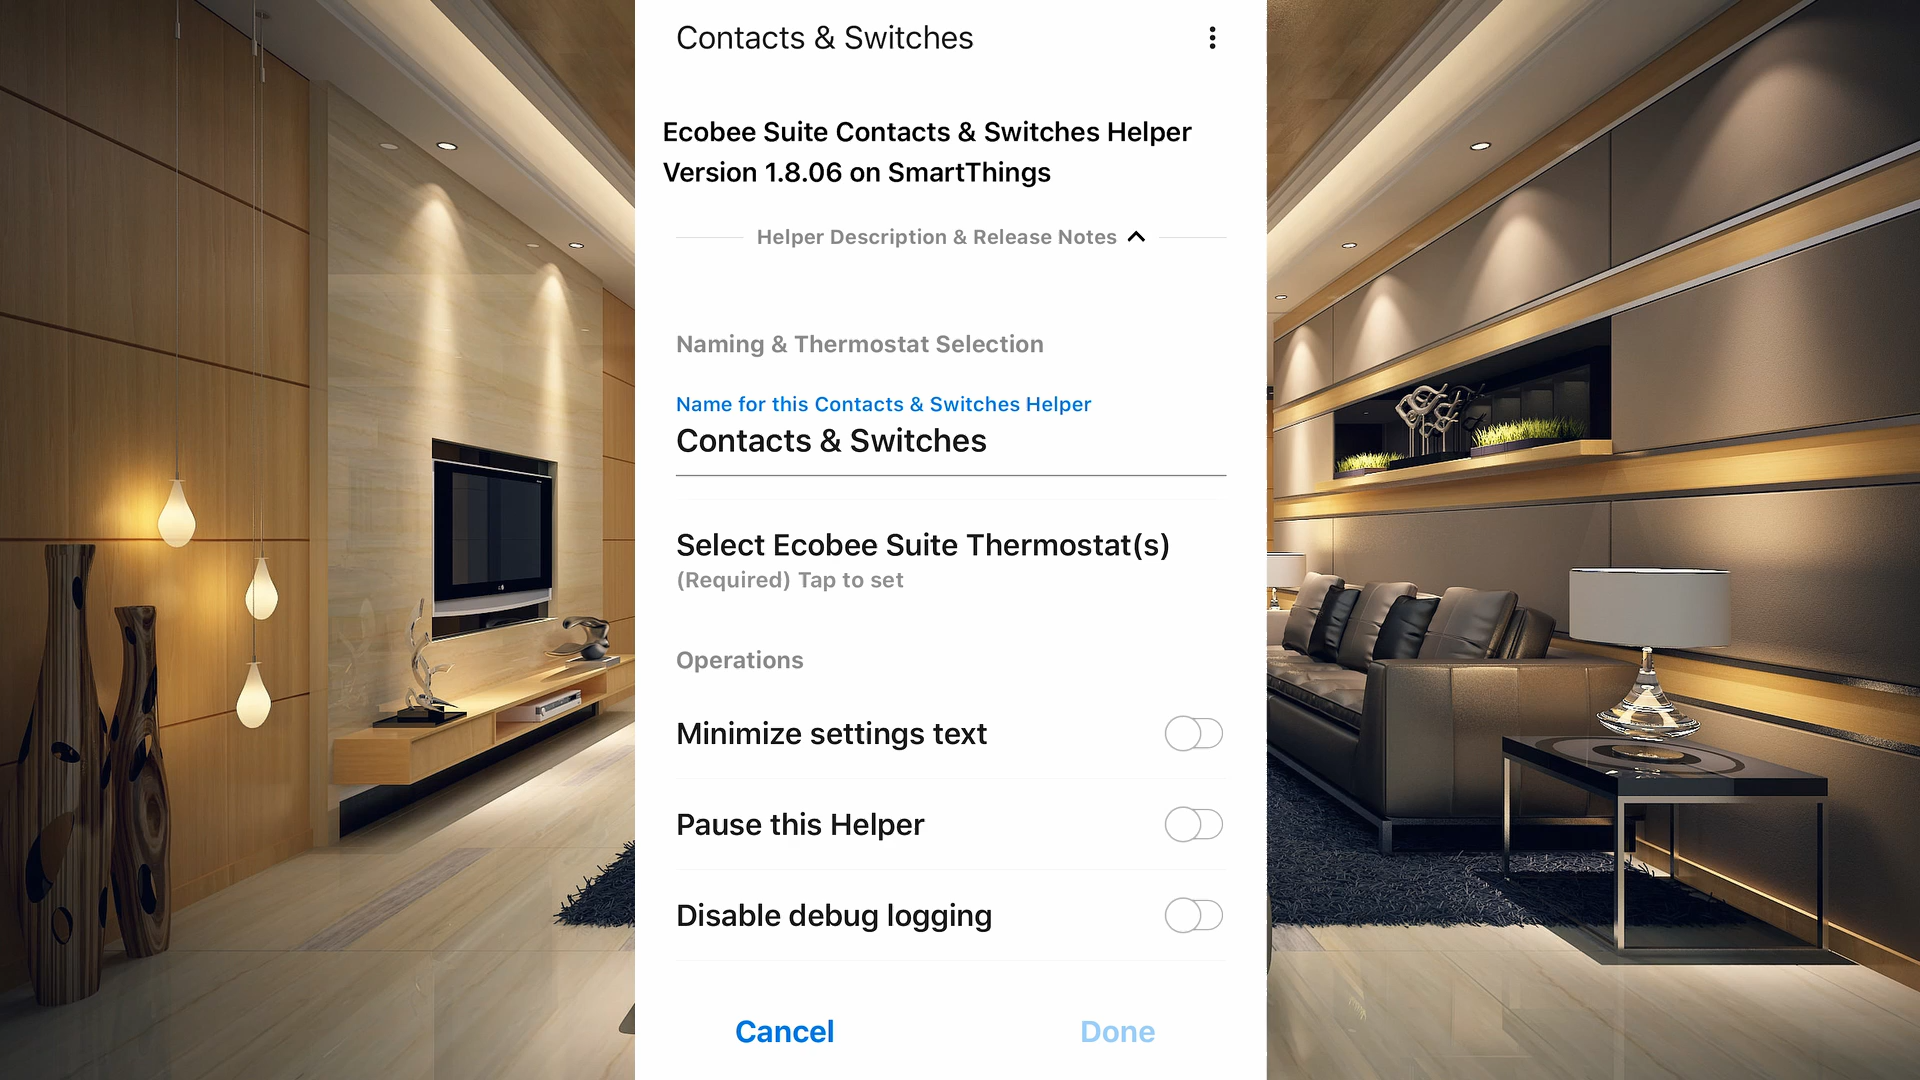 Contacts & Switches
Ecobee Suite Contacts & Switches Helper
Version 1.8.06 on SmartThings
Helper Description & Release Notes
Naming & Thermostat Selection
Name for this Contacts & Switches Helper
Contacts & Switches
Select Ecobee Suite Thermostat(s)
(Required) Tap to set
Operations
Minimize settings text
Pause this Helper
Disable debug logging
Cancel
Done